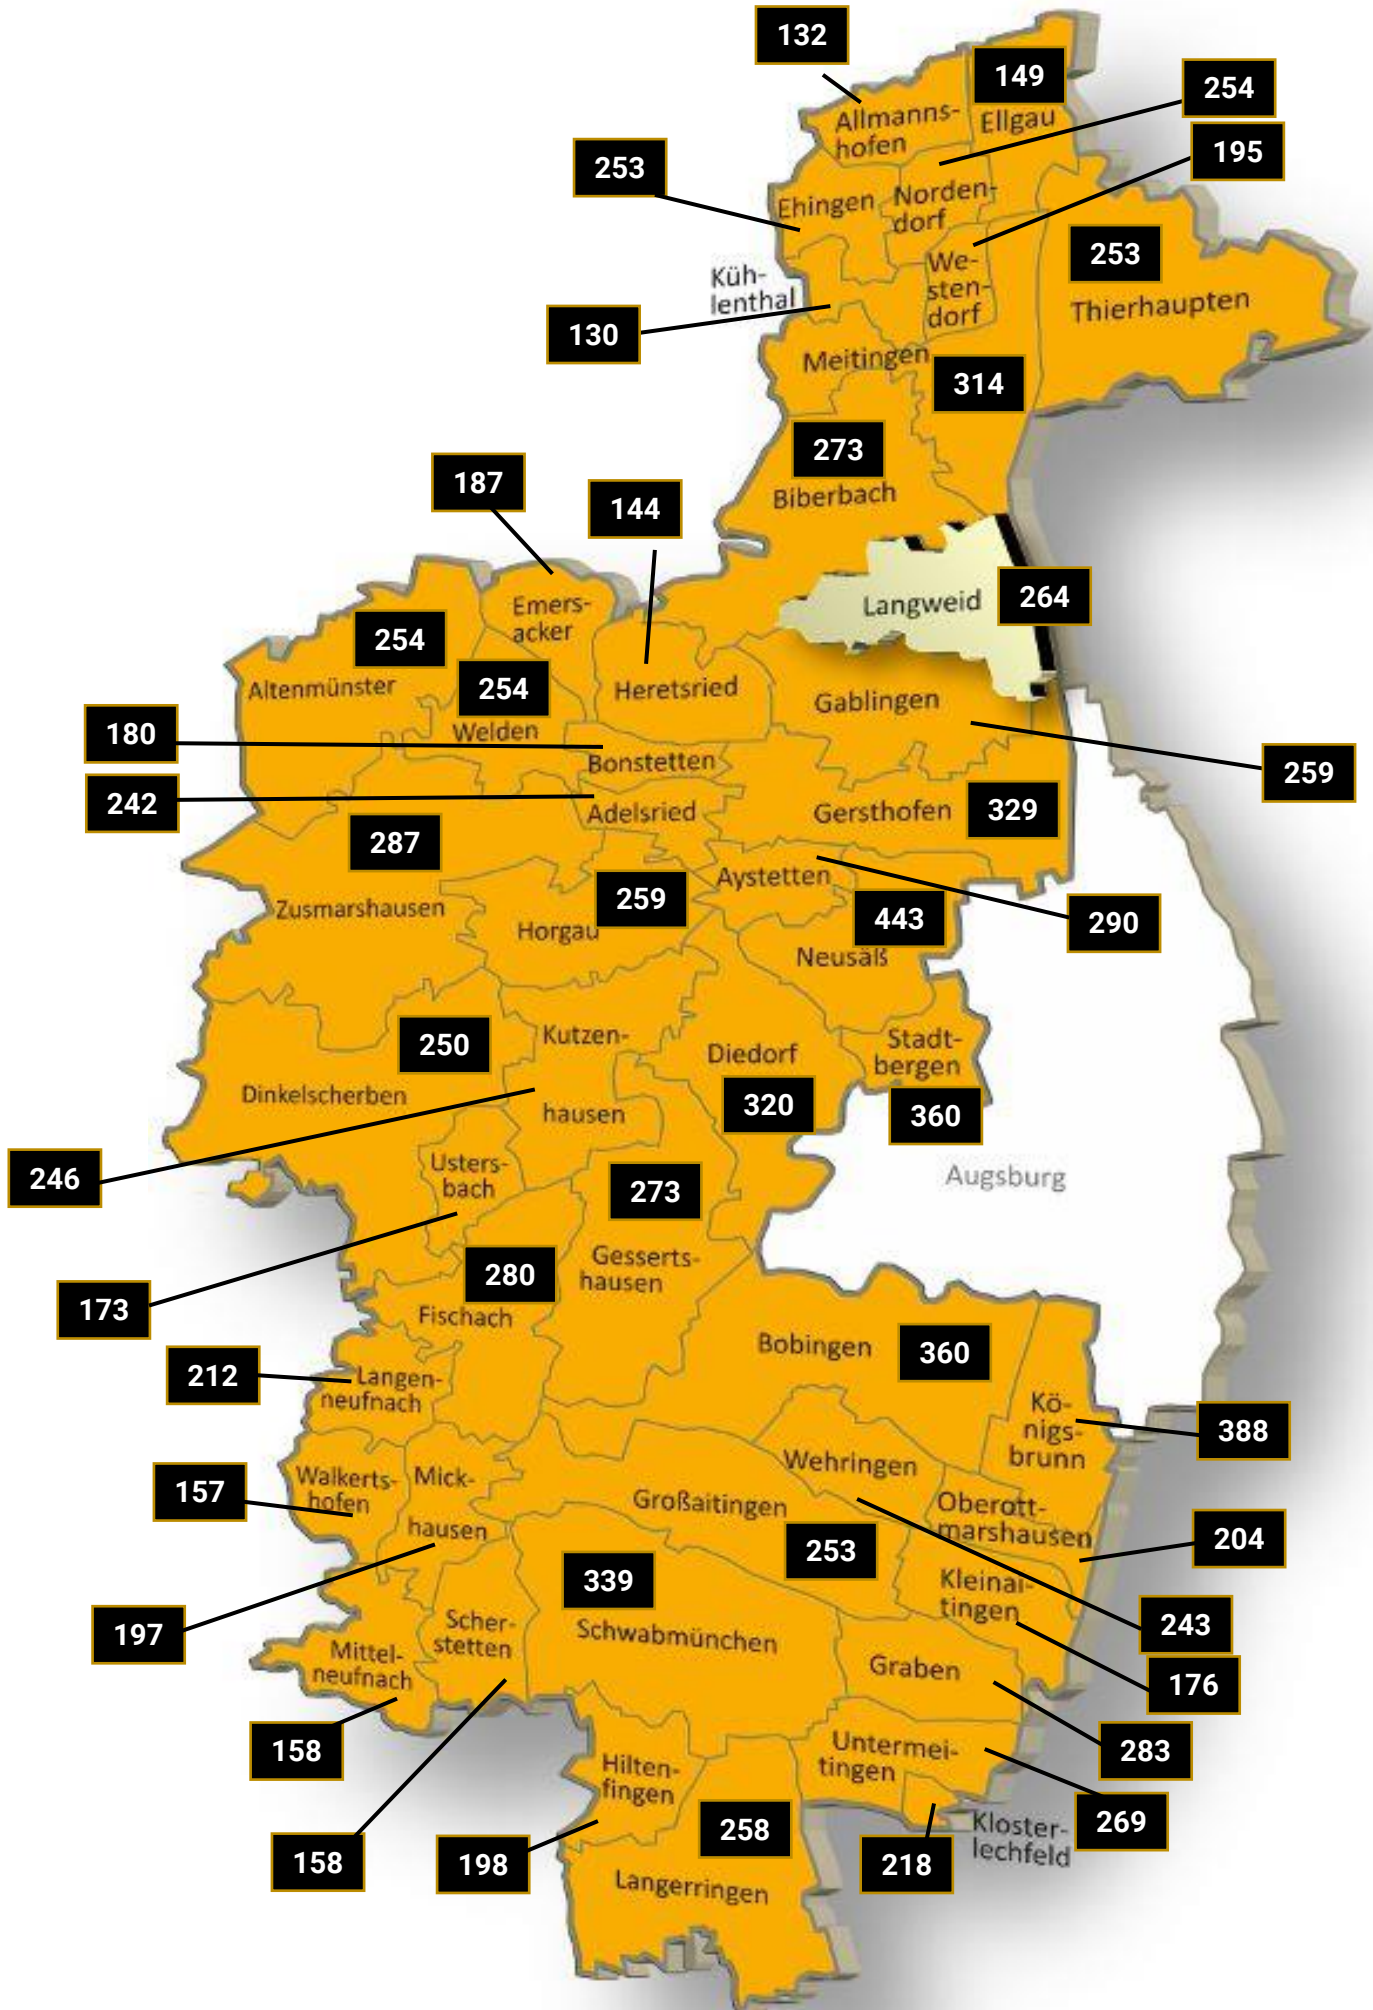 132
149
254
Allmanns-
hofen
Ellgau
195
253
Ehingen
Norden-
dorf
253
Thierhaupten
Küh-
lenthal
We-
sten-
dorf
130
Meitingen
314
273
Biberbach
187
144
Emers-
acker
Langweid
264
254
Altenmünster
254
Welden
Heretsried
Gablingen
180
Bonstetten
259
242
Adelsried
Gersthofen
329
287
Zusmarshausen
259
Horgau
Aystetten
443
290
Neusäß
250
Dinkelscherben
Kutzen-
hausen
Diedorf
320
Stadt-
bergen
360
246
Usters-
bach
273
Gesserts-
hausen
Augsburg
173
280
Fischach
212
Langen-
neufnach
Bobingen
360
Kö-
nigs-
brunn
388
157
Walkerts-
hofen
Mick-
hausen
Großaitingen
253
Wehringen
Oberott-
marshausen
204
197
339
Schwabmünchen
Kleinai-
tingen
243
Scher-
stetten
Mittel-
neufnach
Graben
176
158
283
Hilten-
fingen
Untermei-
tingen
269
158
198
258
Langerringen
218
Kloster-
lechfeld